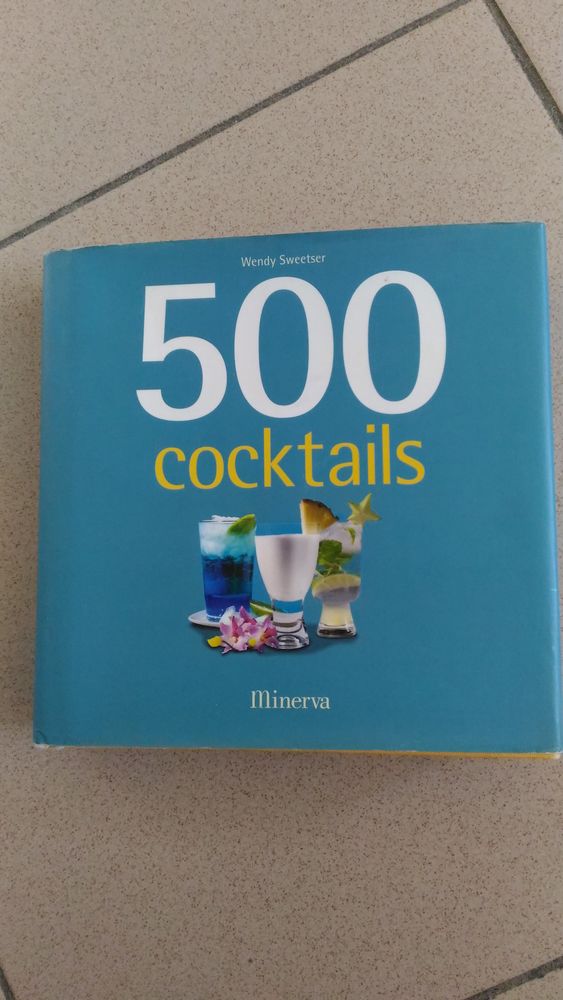 Wendy Sweetser
500
cocktails
Minerva